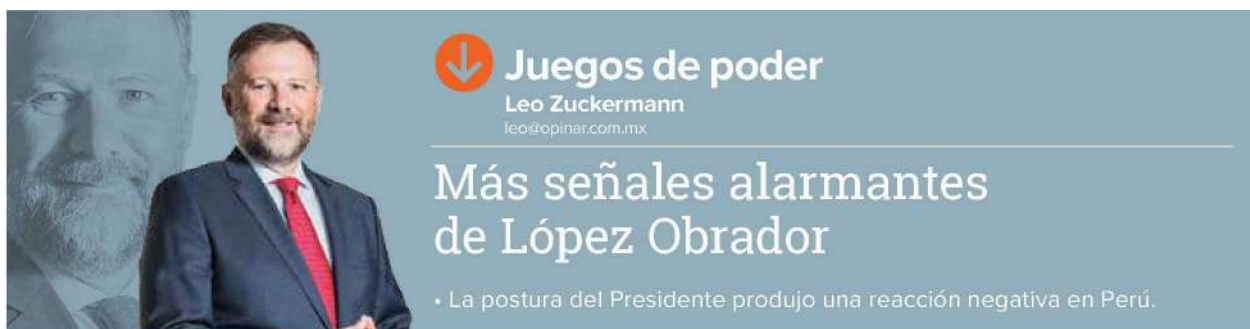 Juegos de poder
Leo Zuckermann
leo@opinar.com.mx
Más señales alarmantes
de López Obrador
• La postura del Presidente produjo una reacción negativa en Perú.